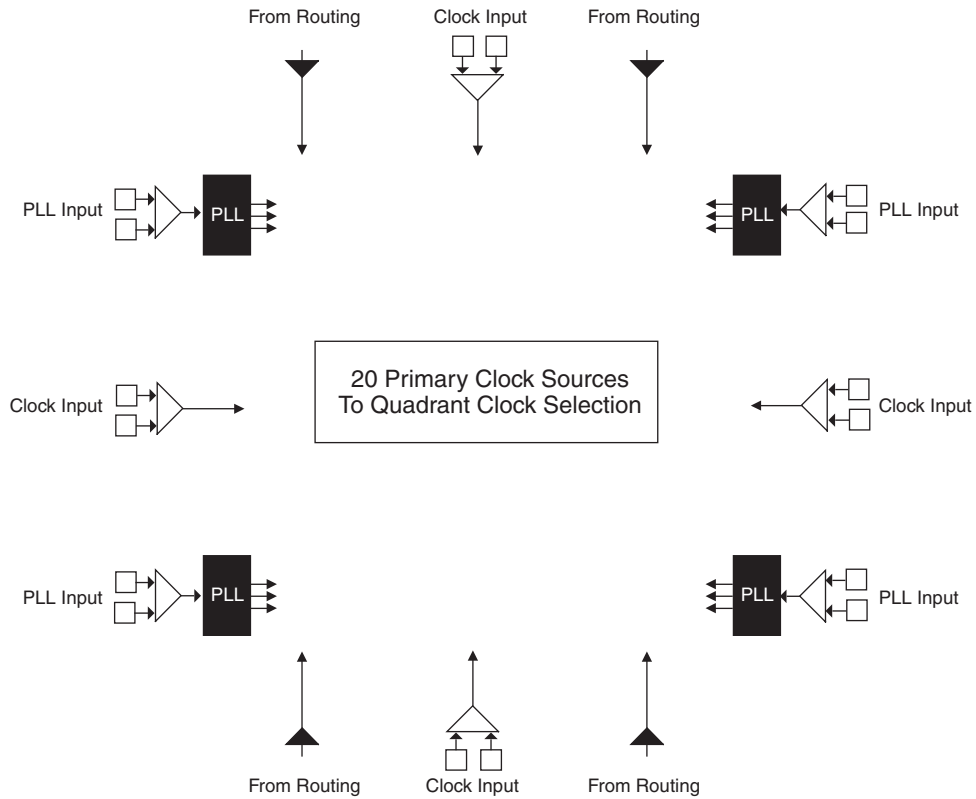 From Routing
Clock Input
From Routing
PLL Input
PLL
PLL
PLL Input
Clock Input
20 Primary Clock Sources
To Quadrant Clock Selection
Clock Input
PLL Input
PLL
PLL
PLL Input
From Routing
Clock Input
From Routing